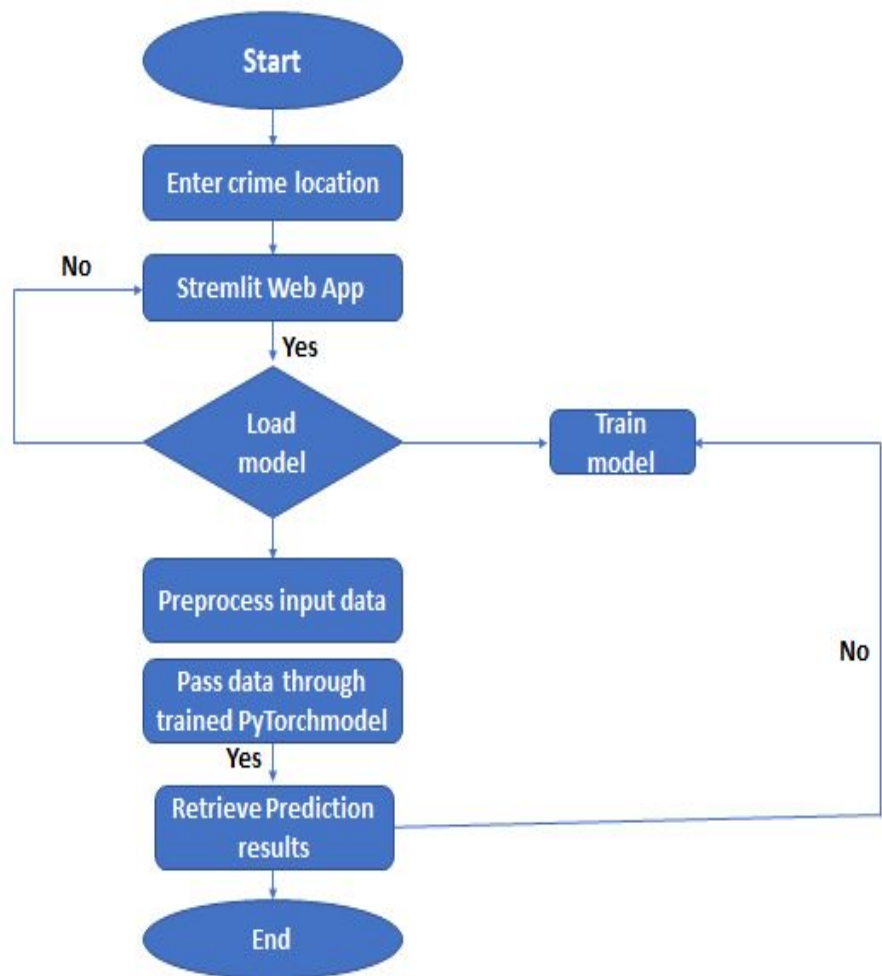 Start
Enter crime location
No
Stremlit Web App
Yes
Load
model
Train
model
Preprocess input data
No
Pass data through
trained PyTorchmodel
Yes
Retrieve Prediction
results
End